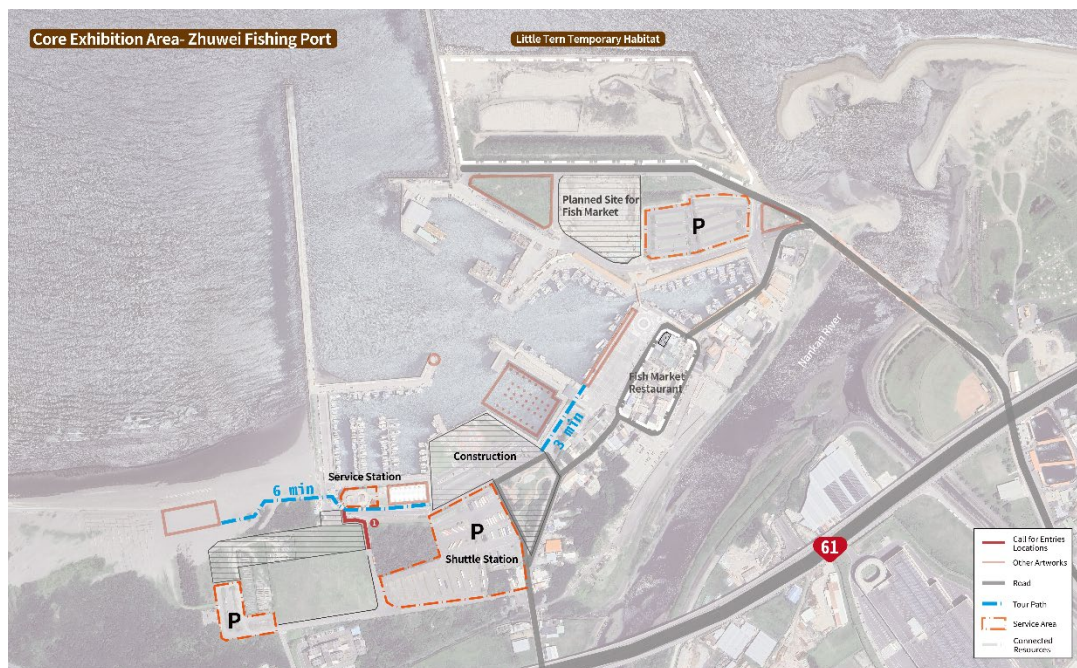 Core Exhibition Area- Zhuwei Fishing Port
Little Tern Temporary Habitat
Planned Site for
Fish Market
P
Nankan River
Fish Market
Restaurant
3 min
Construction
Service Station
6 min
1
P
Shuttle Station
P
61
Call for Entries
Locations
Other Artworks
Road
Tour Path
Service Area
Connected
Resources